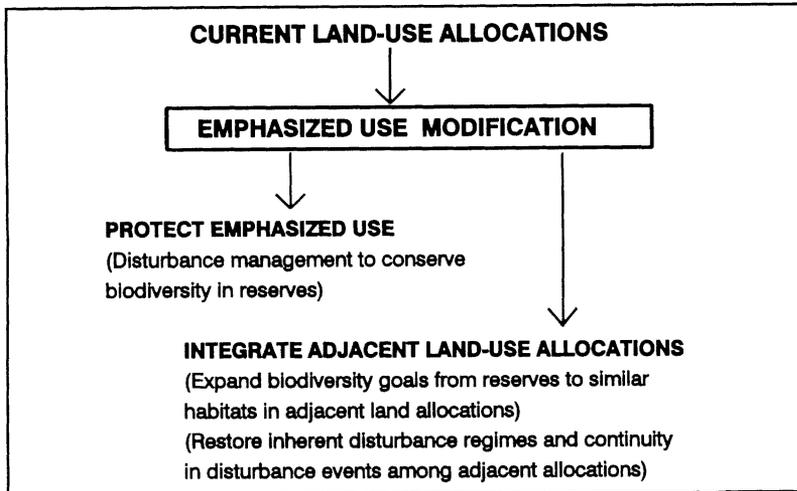 CURRENT LAND-USE ALLOCATIONS
EMPHASIZED USE MODIFICATION
PROTECT EMPHASIZED USE
(Disturbance management to conserve
biodiversity in reserves)
INTEGRATE ADJACENT LAND-USE ALLOCATIONS
(Expand biodiversity goals from reserves to similar
habitats in adjacent land allocations)
(Restore inherent disturbance regimes and continuity
in disturbance events among adjacent allocations)